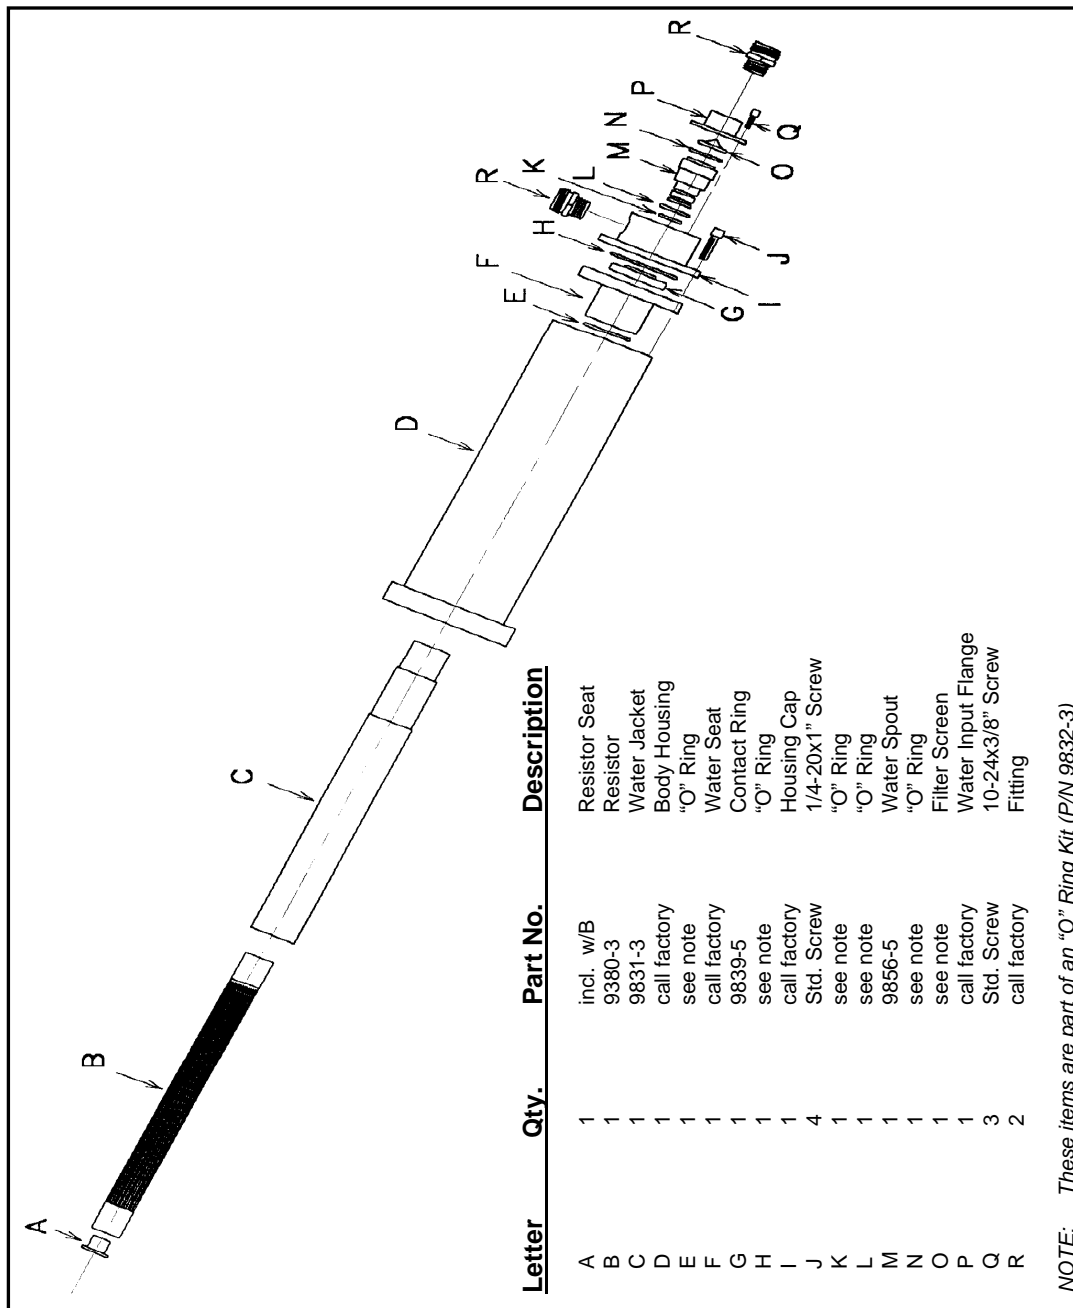 R
P
N
M
K
L
R
H
F
E
Q
O
J
I
G
D
C
B
A
Letter Qty. Part No. Description
A 1 incl. w/B Resistor Seat
B 1 9380-3 Resistor
C 1 9831-3 Water Jacket
D 1 call factory Body Housing
E 1 see note “O” Ring
F 1 call factory Water Seat
G 1 9839-5 Contact Ring
H 1 see note “O” Ring
I 1 call factory Housing Cap
J 4 Std. Screw 1/4-20x1” Screw
K 1 see note “O” Ring
L 1 see note “O” Ring
M 1 9856-5 Water Spout
N 1 see note “O” Ring
O 1 see note Filter Screen
P 1 call factory Water Input Flange
Q 3 Std. Screw 10-24x3/8” Screw
R 2 call factory Fitting
NOTE: These items are part of an “O” Ring Kit (P/N 9832-3)